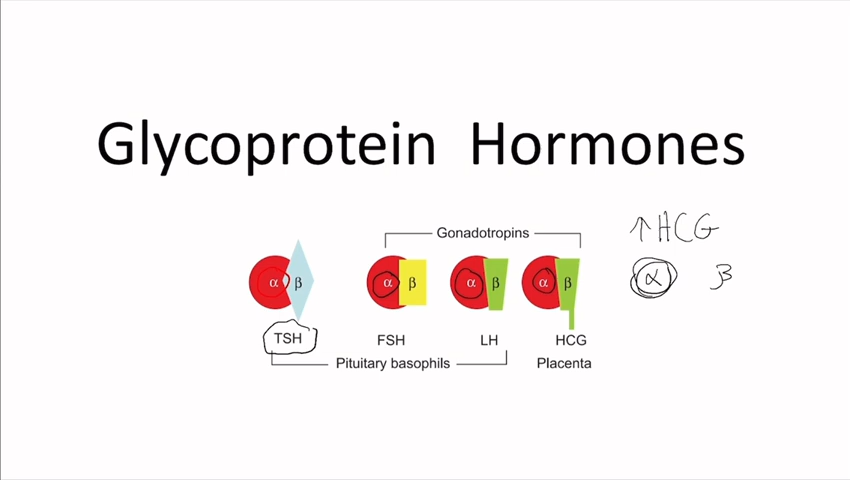 Glycoprotein Hormones
Gonadotropins
↑HCG
α β α β α β α β
α β
TSH FSH LH HCG
Pituitary basophils Placenta